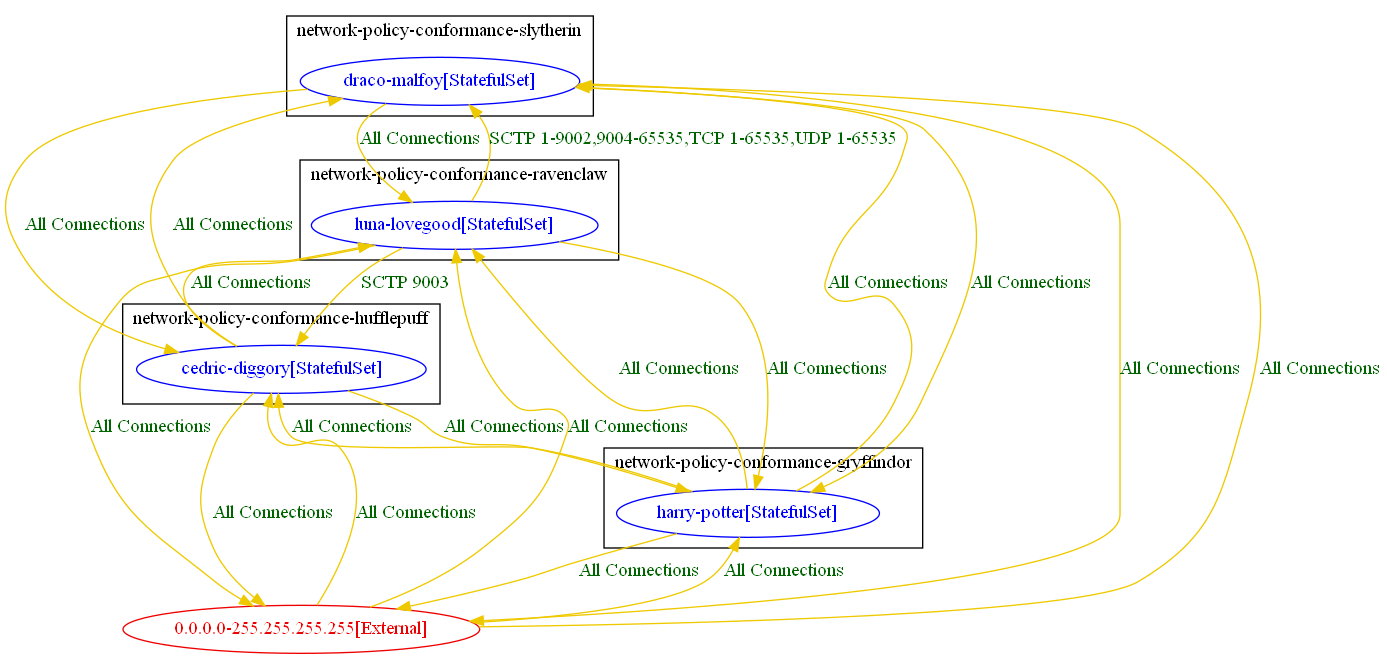 network-policy-conformance-slytherin
draco-malfoy[StatefulSet]
All Connections
SCTP 1-9002,9004-65535,TCP 1-65535,UDP 1-65535
network-policy-conformance-ravenclaw
luna-lovegood[StatefulSet]
All Connections
All Connections
All Connections
SCTP 9003
All Connections
All Connections
network-policy-conformance-hufflepuff
cedric-diggory[StatefulSet]
All Connections
All Connections
All Connections
All Connections
All Connections
All Connections
All Connections
All Connections
network-policy-conformance-gryffindor
harry-potter[StatefulSet]
All Connections
All Connections
All Connections
All Connections
0.0.0.0-255.255.255.255[External]